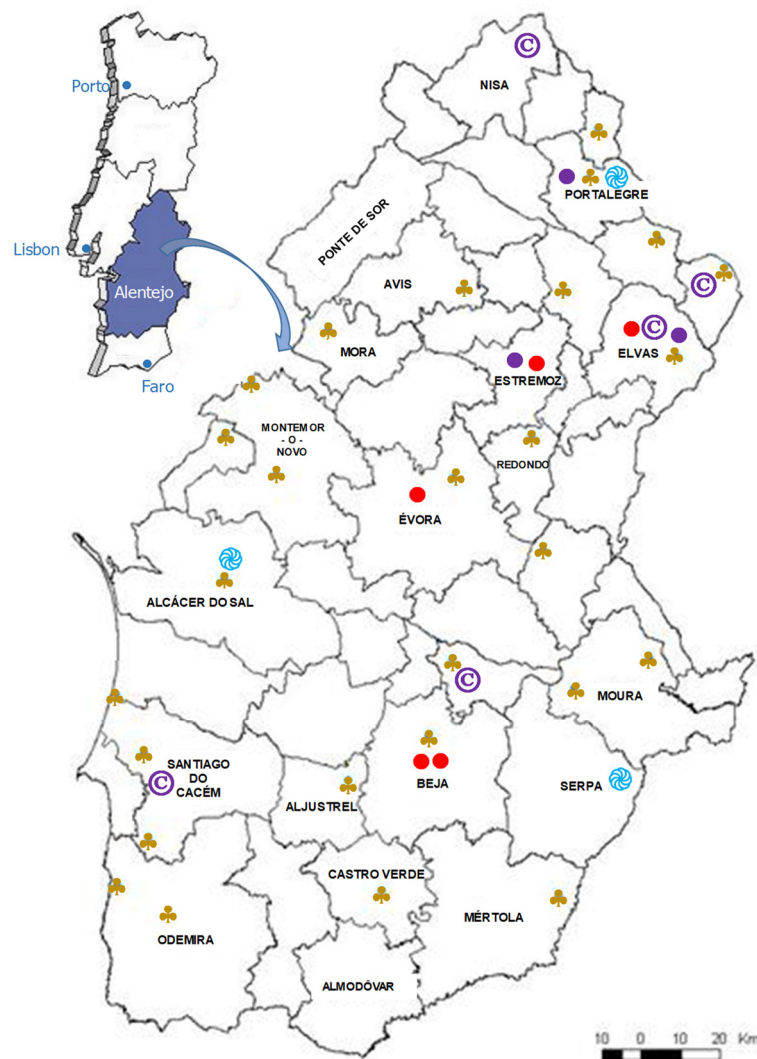 Porto
Lisbon
Alentejo
Faro
©
NISA
PORTALEGRE
PONTE DE SOR
AVIS
©
MORA
©
ELVAS
ESTREMOZ
MONTEMOR
- O -
NOVO
REDONDO
ÉVORA
ALCÁCER DO SAL
©
MOURA
SANTIAGO
DO
CACÉM
©
ALJUSTREL
BEJA
SERPA
CASTRO VERDE
MÉRTOLA
ODEMIRA
ALMODÓVAR
10 0 10 20 Km